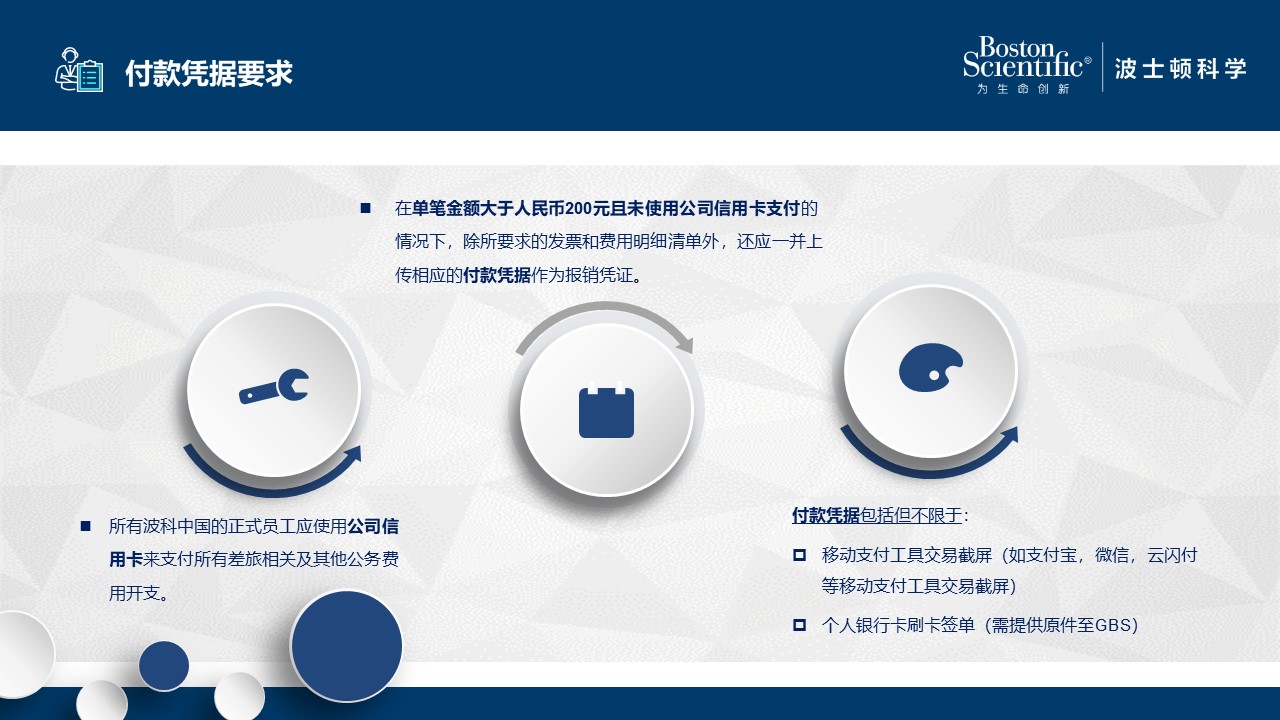 付款凭据要求
Boston
Scientific®
为生命创新
波士顿科学
在单笔金额大于人民币200元且未使用公司信用卡支付的
情况下，除所要求的发票和费用明细清单外，还应一并上
传相应的付款凭据作为报销凭证。
所有波科中国的正式员工应使用公司信
用卡来支付所有差旅相关及其他公务费
用开支。
付款凭据包括但不限于：
移动支付工具交易截屏（如支付宝，微信，云闪付
等移动支付工具交易截屏）
个人银行卡刷卡签单（需提供原件至GBS）